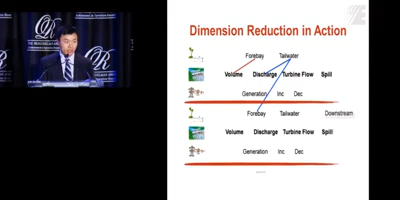 Dimension Reduction in Action
Forebay Tailwater
Volume Discharge Turbine Flow Spill
Generation Inc Dec
Forebay Tailwater Downstream
Volume Discharge Turbine Flow Spill
Generation Inc Dec